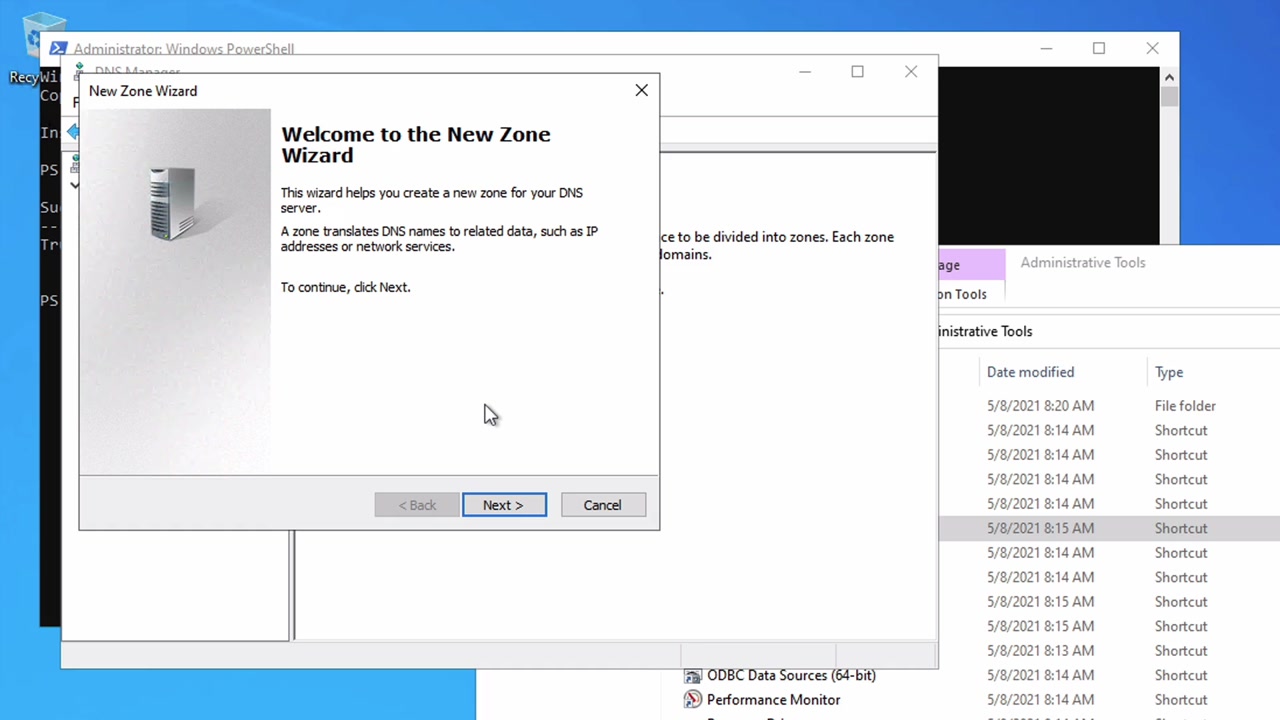 Administrator: Windows PowerShell
DNS Manager
New Zone Wizard
Welcome to the New Zone
Wizard
This wizard helps you create a new zone for your DNS
server.
A zone translates DNS names to related data, such as IP
addresses or network services.
To continue, click Next.
< Back
Next >
Cancel
ce to be divided into zones. Each zone
domains.
Recy
Wi
Co
In
PS
Su
--
Tr
PS
age
Administrative Tools
on Tools
inistrative Tools
Date modified
Type
5/8/2021 8:20 AM
File folder
5/8/2021 8:14 AM
Shortcut
5/8/2021 8:14 AM
Shortcut
5/8/2021 8:14 AM
Shortcut
5/8/2021 8:14 AM
Shortcut
5/8/2021 8:15 AM
Shortcut
5/8/2021 8:14 AM
Shortcut
5/8/2021 8:14 AM
Shortcut
5/8/2021 8:15 AM
Shortcut
5/8/2021 8:15 AM
Shortcut
5/8/2021 8:13 AM
Shortcut
ODBC Data Sources (64-bit)
5/8/2021 8:14 AM
Shortcut
Performance Monitor
5/8/2021 8:14 AM
Shortcut